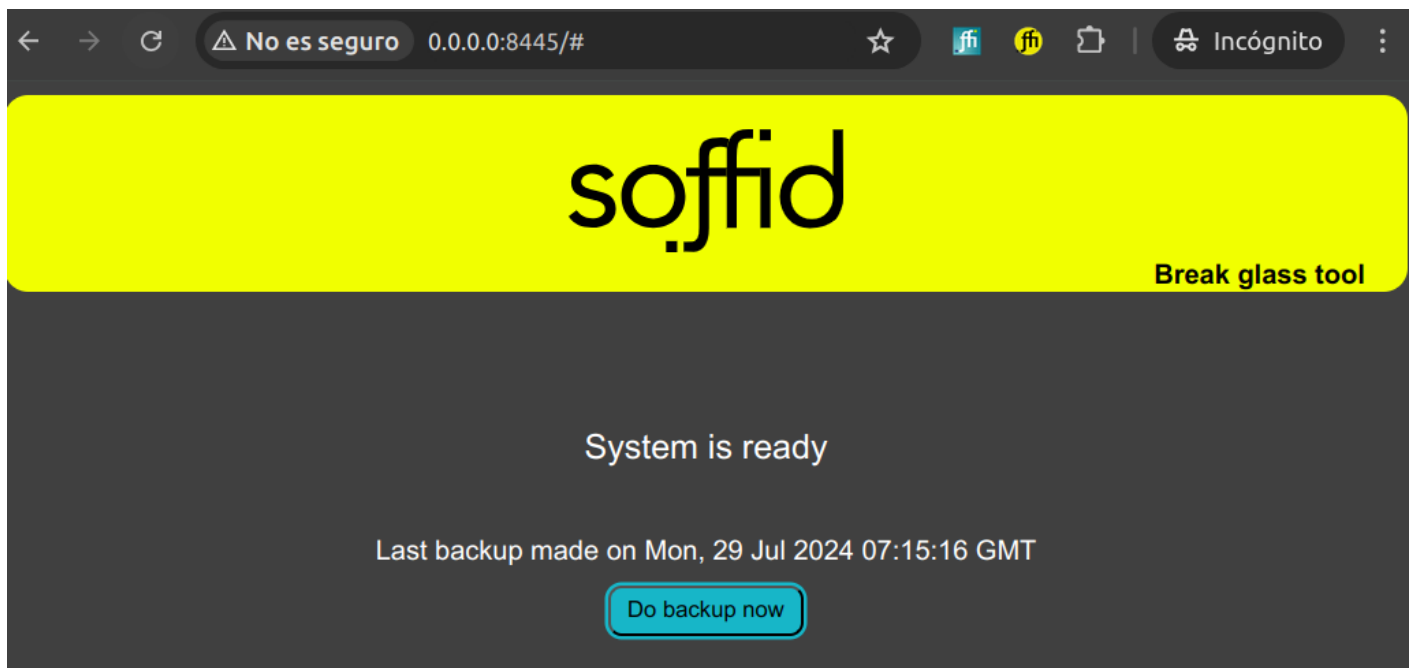 No es seguro 0.0.0.0:8445/# Incógnito
soffid
Break glass tool
System is ready
Last backup made on Mon, 29 Jul 2024 07:15:16 GMT
Do backup now